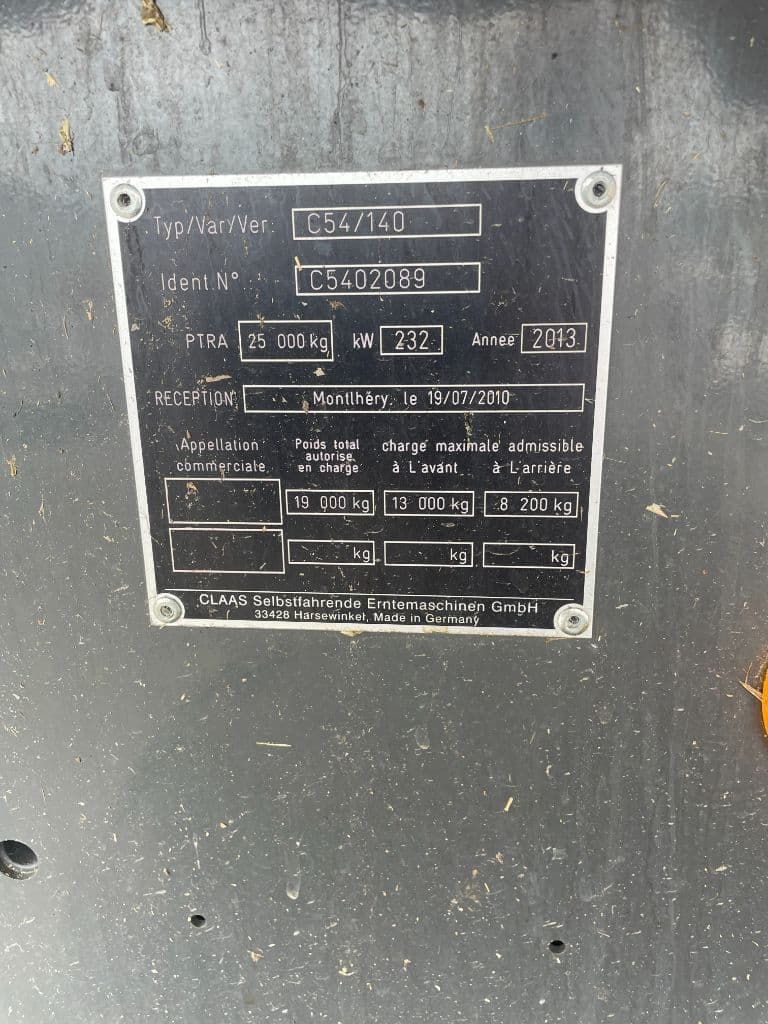 Typ/Var/Ver. C54/140
Ident.N° C5402089
PTRA 25 000 kg kW 232 Annee 2013
RECEPTION Montlhéry, le 19/07/2010
Appellation commerciale
Poids total autorise en charge
charge maximale admissible
à L'avant à L'arrière
19 000 kg 13 000 kg 8 200 kg
kg kg kg
CLAAS Selbstfahrende Erntemaschinen GmbH
33428 Harsewinkel, Made in Germany